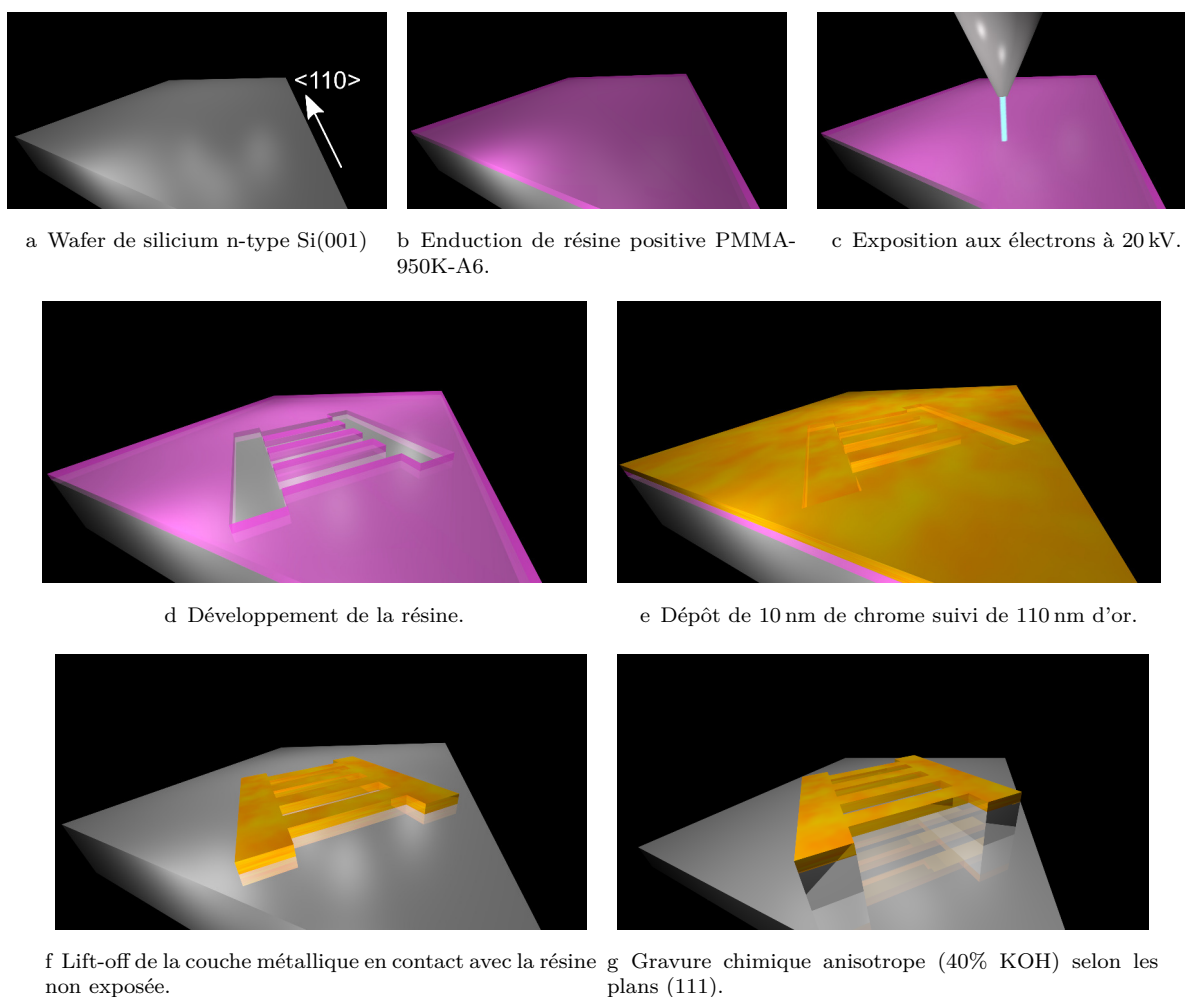 <110>
a Wafer de silicium n-type Si(001)
b Enduction de résine positive PMMA-
950K-A6.
c Exposition aux électrons à 20 kV.
d Développement de la résine.
e Dépôt de 10 nm de chrome suivi de 110 nm d'or.
f Lift-off de la couche métallique en contact avec la résine
non exposée.
g Gravure chimique anisotrope (40% KOH) selon les
plans (111).